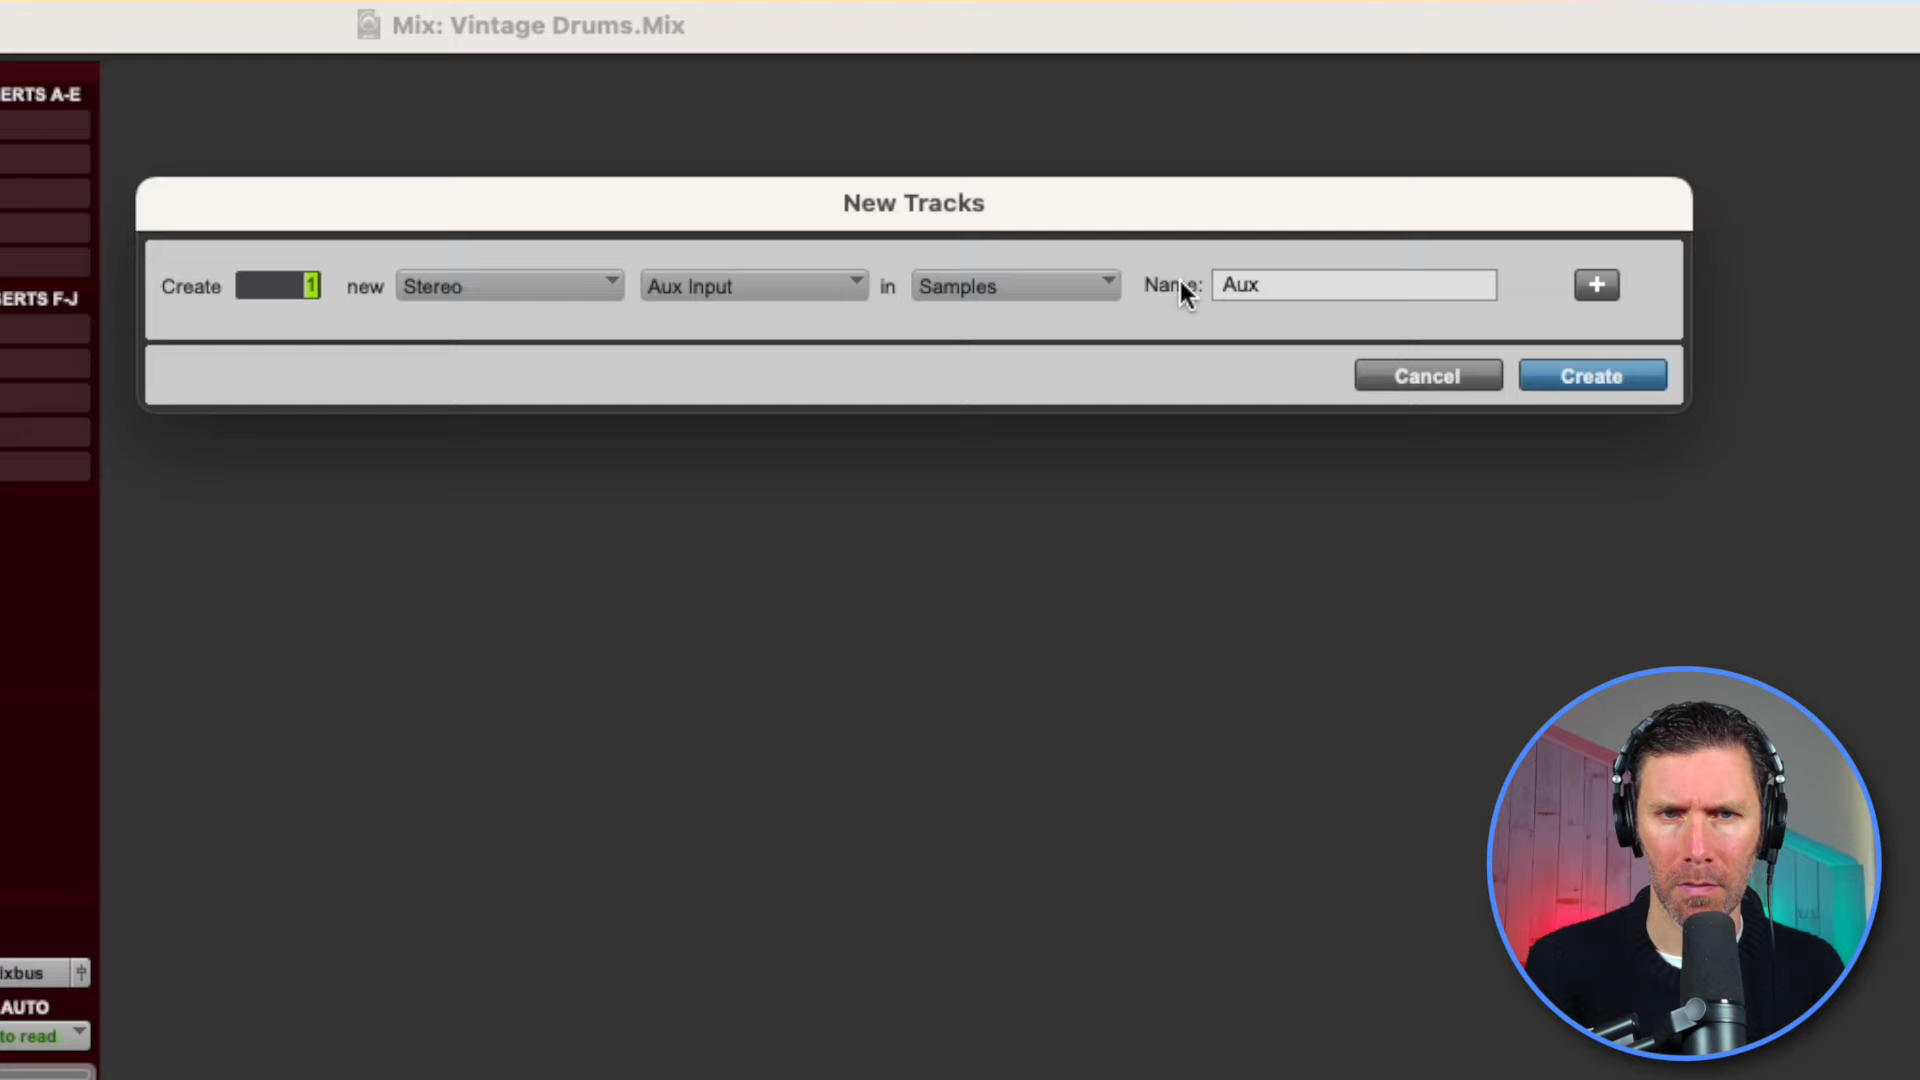 Mix: Vintage Drums.Mix
ERTS A-E
New Tracks
Create 1 new Stereo Aux Input in Samples Name: Aux +
SERTS F-J
Cancel Create
ixbus
AUTO
to read